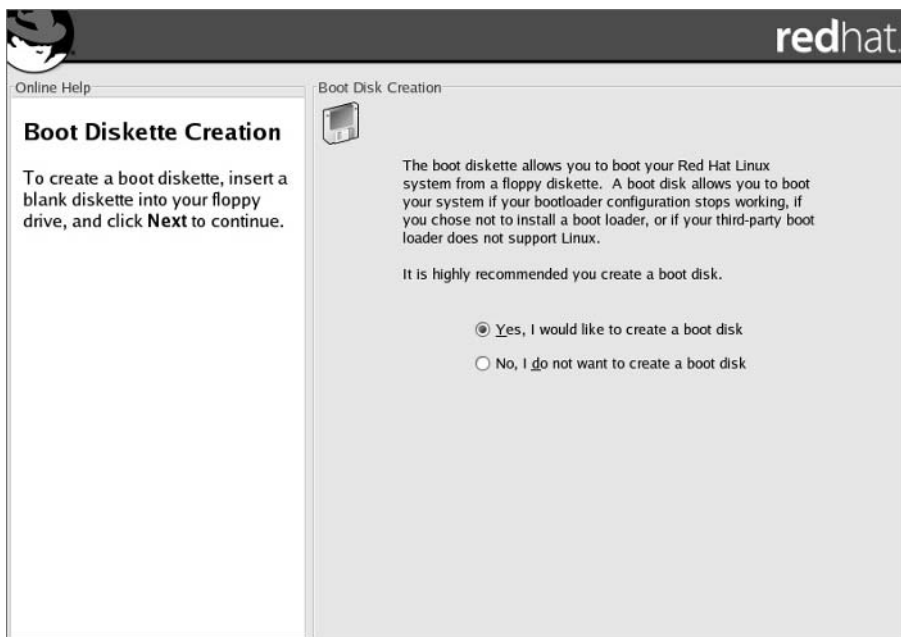 redhat.
Online Help
Boot Diskette Creation
To create a boot diskette, insert a
blank diskette into your floppy
drive, and click Next to continue.
Boot Disk Creation
The boot diskette allows you to boot your Red Hat Linux
system from a floppy diskette. A boot disk allows you to boot
your system if your bootloader configuration stops working, if
you chose not to install a boot loader, or if your third-party boot
loader does not support Linux.
It is highly recommended you create a boot disk.
Yes, I would like to create a boot disk
No, I do not want to create a boot disk